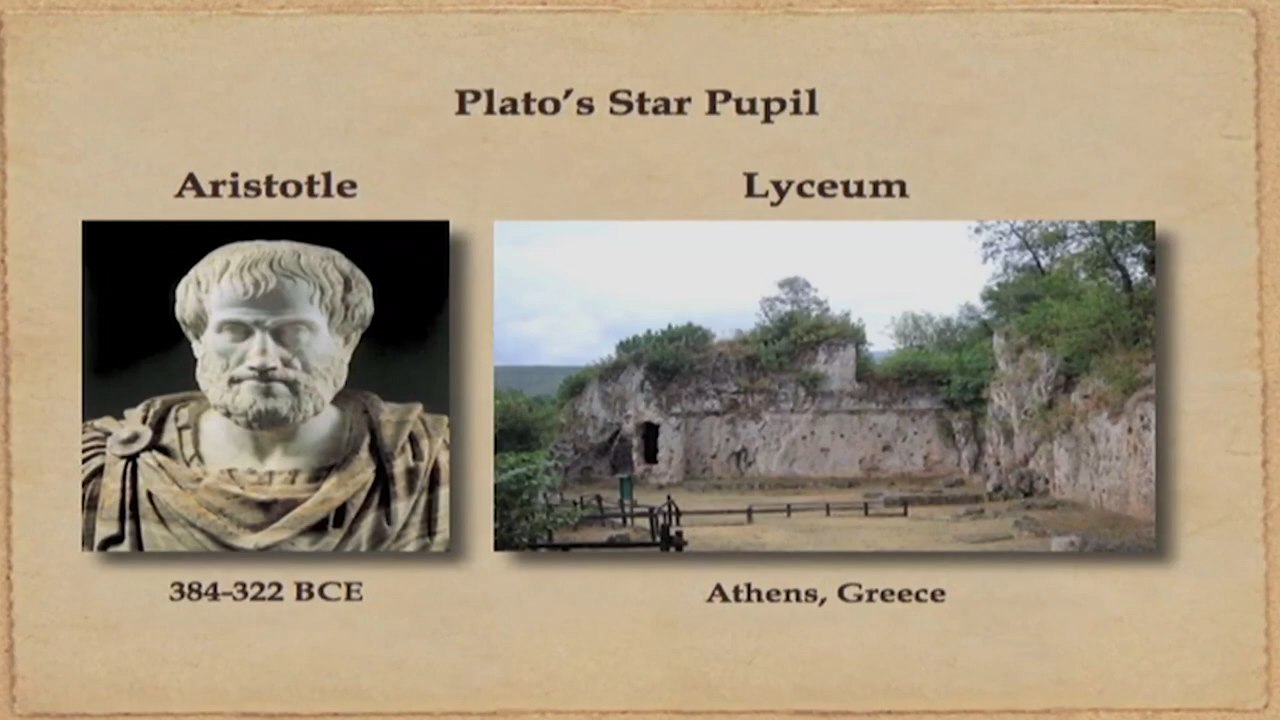 Plato’s Star Pupil
Aristotle
Lyceum
384-322 BCE
Athens, Greece